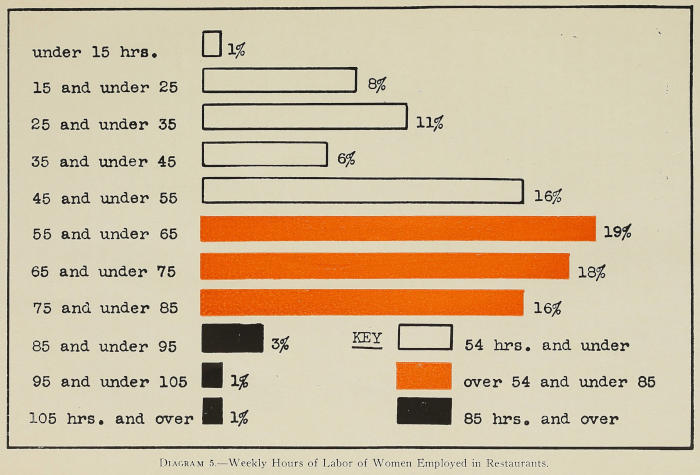 under 15 hrs. 1%
15 and under 25 8%
25 and under 35 11%
35 and under 45 6%
45 and under 55 16%
55 and under 65 19%
65 and under 75 18%
75 and under 85 16%
85 and under 95 3% KEY 54 hrs. and under
95 and under 105 1% over 54 and under 85
105 hrs. and over 1% 85 hrs. and over
DIAGRAM 5.—Weekly Hours of Labor of Women Employed in Restaurants.